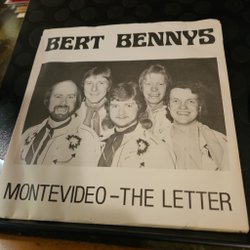 BERT BENNYS
MONTEVIDEO - THE LETTER